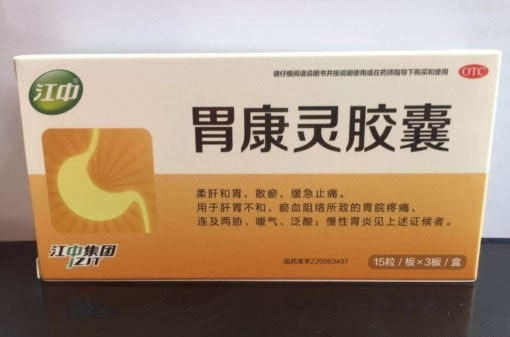 江中
请仔细阅读说明书并按说明使用或在药师指导下购买和使用
OTC
胃康灵胶囊
柔肝和胃，散瘀，缓急止痛。
用于肝胃不和、瘀血阻络所致的胃脘疼痛、
连及两胁、嗳气、泛酸；慢性胃炎见上述证候者。
江中集团
JZJT
国药准字Z20083497
15粒/板×3板/盒